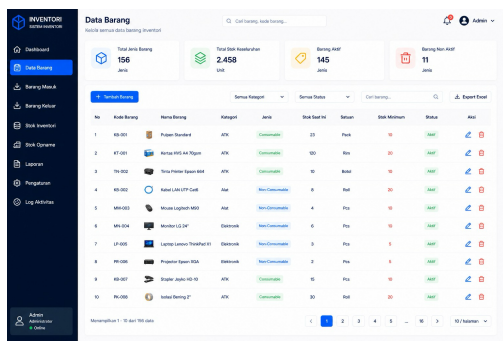 INVENTORI
SISTEM INVENTORI
Dashboard
Data Barang
Barang Masuk
Barang Keluar
Stok Inventori
Stok Opname
Laporan
Pengaturan
Log Aktivitas
Admin
Administrator
Online
Data Barang
Kelola semua data barang inventori
Cari barang, kode barang...
Admin
Total Jenis Barang
156
Jenis
Total Stok Keseluruhan
2.458
Unit
Barang Aktif
145
Jenis
Barang Non Aktif
11
Jenis
+ Tambah Barang
Semua Kategori
Semua Status
Cari barang...
Export Excel
No Kode Barang Nama Barang Kategori Jenis Stok Saat Ini Satuan Stok Minimum Status Aksi
1 KB-001 Pulpen Standard ATK Consumable 23 Pack 10 Aktif
2 KT-001 Kertas HVS A4 70gsm ATK Consumable 120 Rim 20 Aktif
3 TN-002 Tinta Printer Epson 664 ATK Consumable 10 Botol 10 Aktif
4 KB-002 Kabel LAN UTP Cat6 Alat Non-Consumable 8 Roll 20 Aktif
5 MW-003 Mouse Logitech M90 Alat Non-Consumable 4 Pcs 10 Aktif
6 MN-004 Monitor LG 24" Elektronik Non-Consumable 6 Pcs 10 Aktif
7 LP-005 Laptop Lenovo ThinkPad Elektronik Non-Consumable 3 Pcs 5 Aktif
8 PR-006 Projector Epson Elektronik Non-Consumable 2 Pcs 5 Aktif
9 KB-007 Stapler Joyko HD-10 ATK Consumable 15 Pcs 10 Aktif
10 PK-008 Isolasi Bening 2" ATK Consumable 30 Roll 20 Aktif
Menampilkan 1 - 10 dari 156 data
1 2 3 4 5 ... 16
10 / halaman